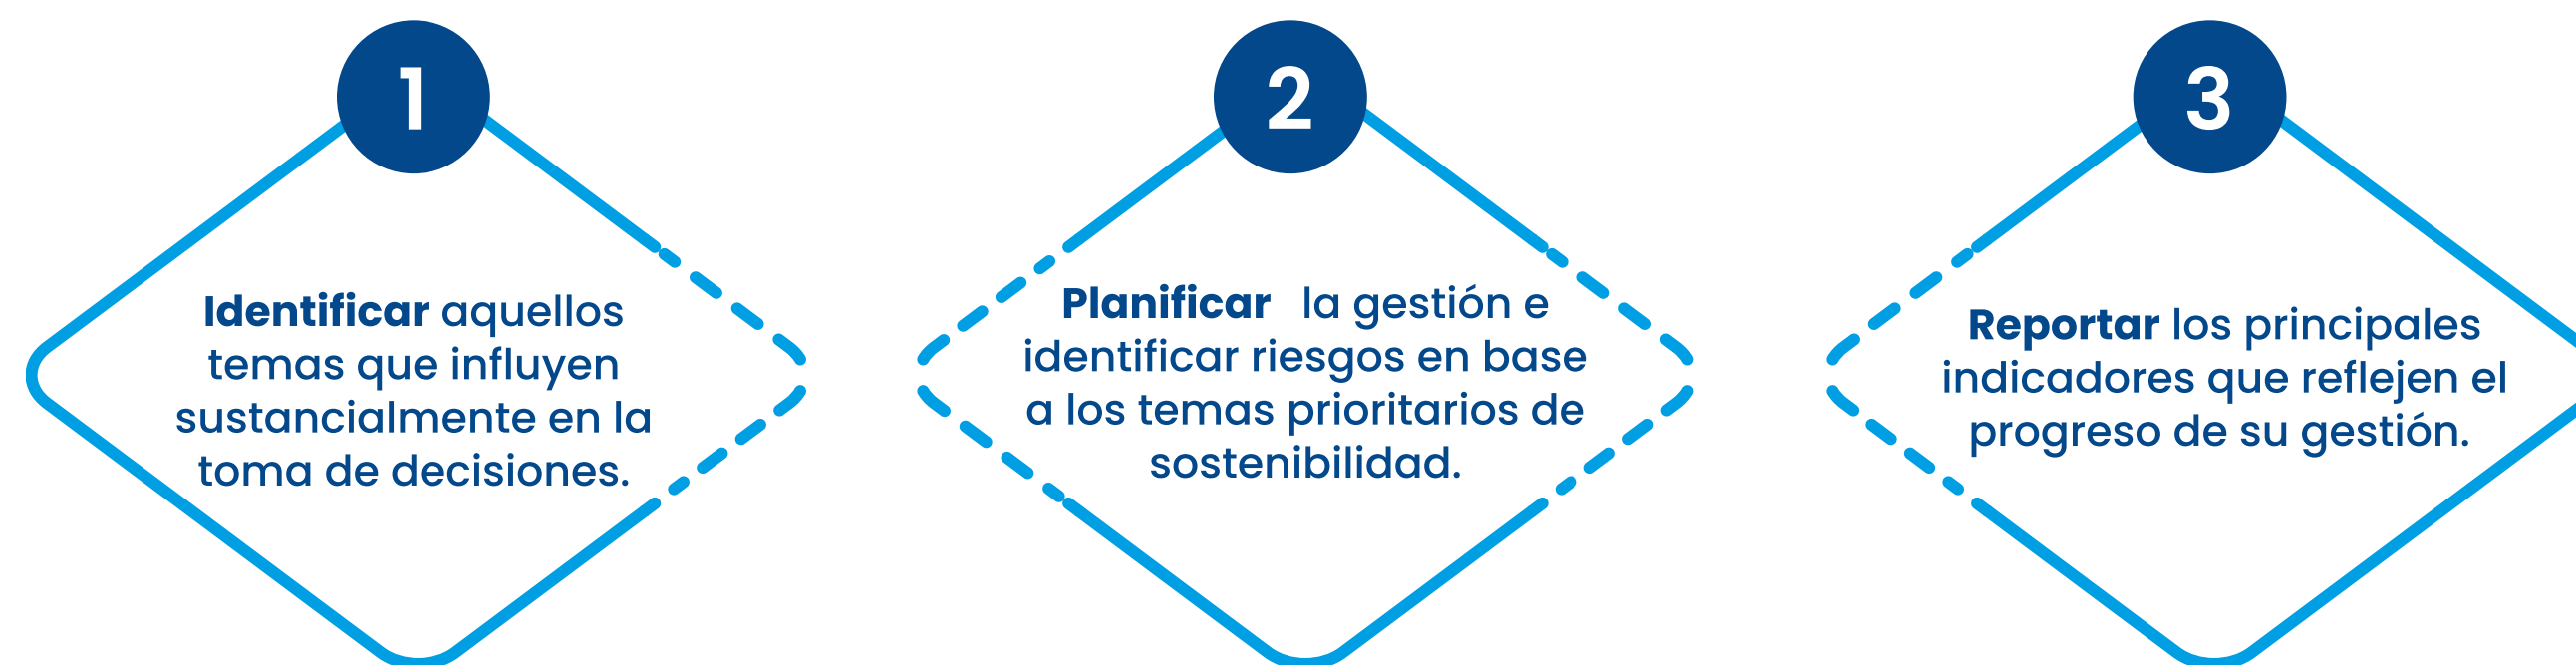 1
Identificar aquellos
temas que influyen
sustancialmente en la
toma de decisiones.
2
Planificar la gestión e
identificar riesgos en base
a los temas prioritarios de
sostenibilidad.
3
Reportar los principales
indicadores que reflejen el
progreso de su gestión.